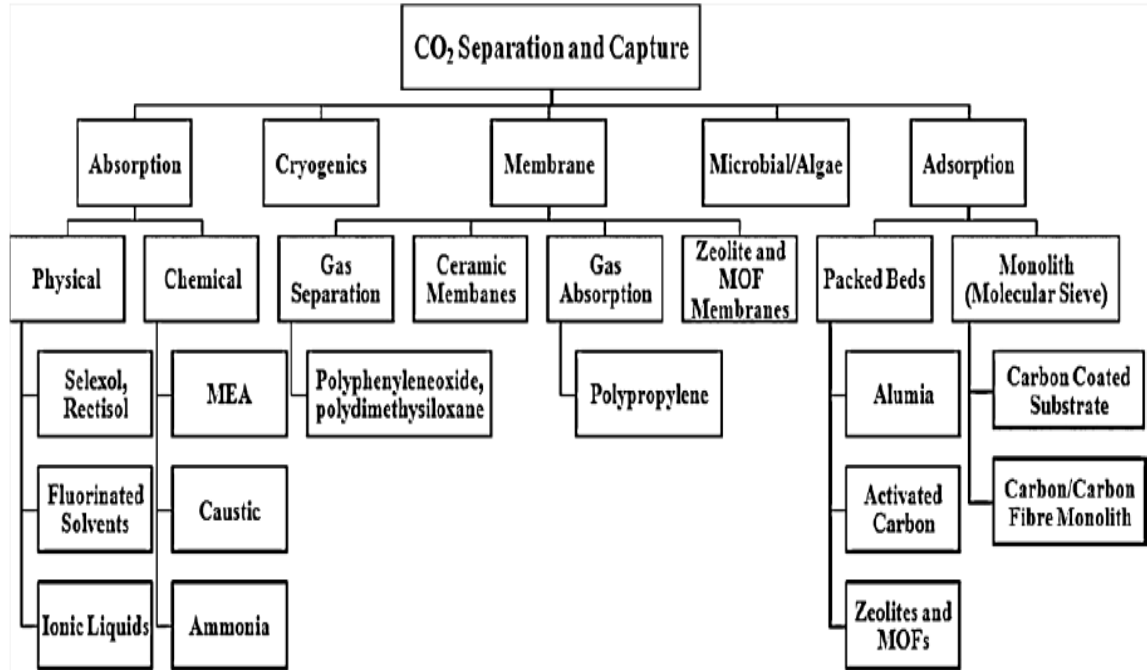 CO₂ Separation and Capture
Absorption
Cryogenics
Membrane
Microbial/Algae
Adsorption
Physical
Chemical
Gas
Separation
Ceramic
Membanes
Gas
Absorption
Zeolite and
MOF
Membranes
Packed Beds
Monolith
(Molecular Sieve)
Selexol,
Rectisol
MEA
Polyphenyleneoxide,
polydimethysiloxane
Polypropylene
Alumia
Carbon Coated
Substrate
Fluorinated
Solvents
Caustic
Activated
Carbon
Carbon/Carbon
Fibre Monolith
Ionic Liquids
Ammonia
Zeolites and
MOFs